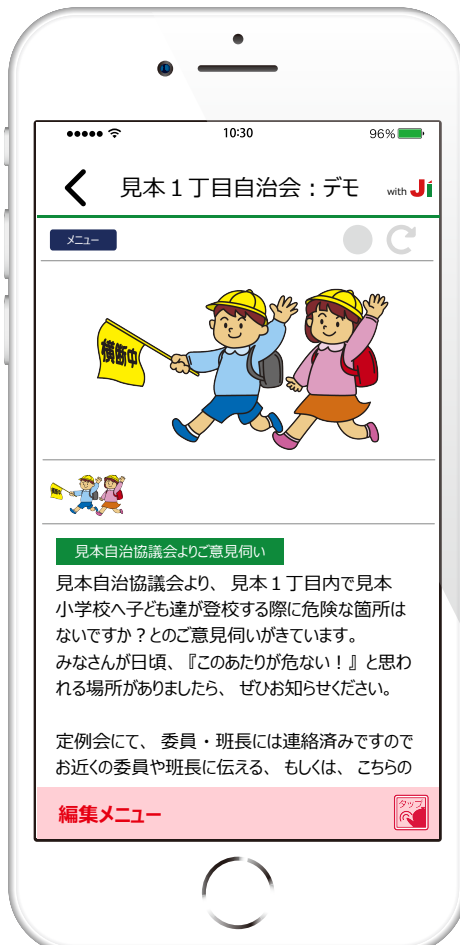 10:30
96%
見本１丁目自治会：デモ with Ji
メニュー
横断中
見本自治協議会よりご意見伺い
見本自治協議会より、見本１丁目内で見本
小学校へ子ども達が登校する際に危険な箇所は
ないですか？とのご意見伺いがきています。
みなさんが日頃、『このあたりが危ない！』と思わ
れる場所がありましたら、ぜひお知らせください。
定例会にて、委員・班長には連絡済みですので
お近くの委員や班長に伝える、もしくは、こちらの
編集メニュー
タップ